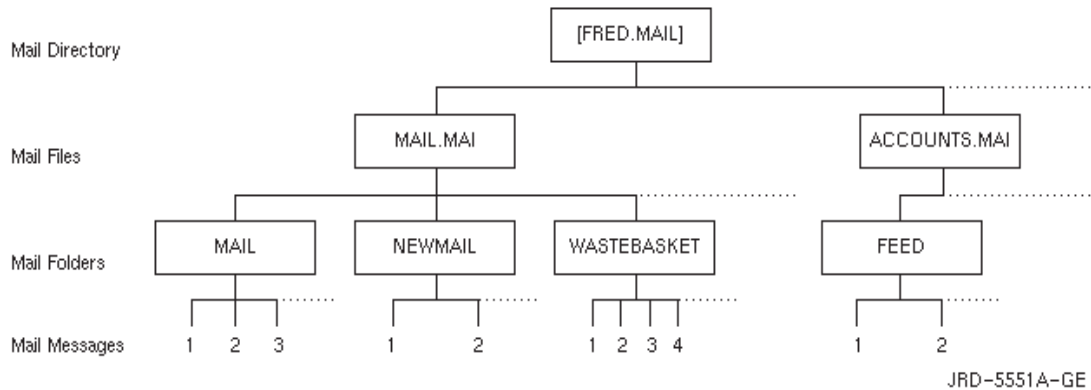 Mail Directory
[FRED.MAIL]
Mail Files
MAIL.MAI
ACCOUNTS.MAI
Mail Folders
MAIL
NEWMAIL
WASTEBASKET
FEED
Mail Messages
1 2 3
1 2
1 2 3 4
1 2
JRD-5551A-GE